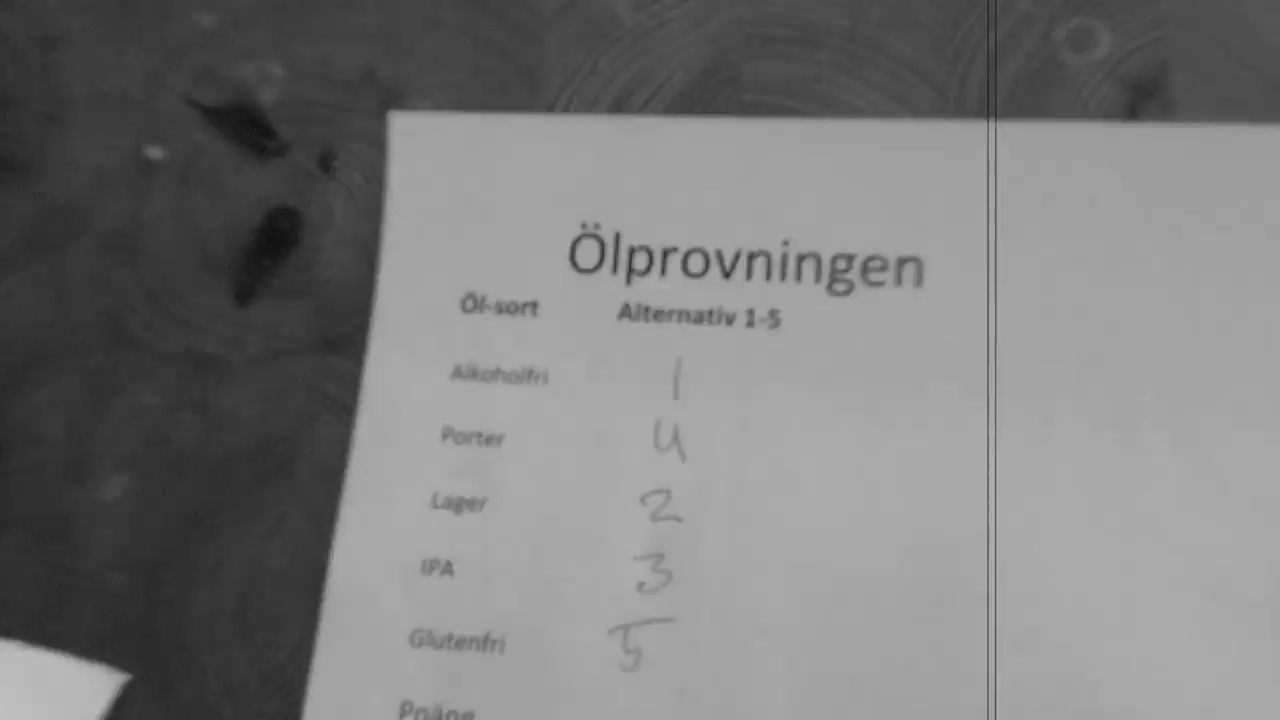 Ölprovningen
Öl-sort Alternativ 1-5
Alkoholfri 1
Porter 4
Lager 2
IPA 3
Glutenfri 5
Poäng